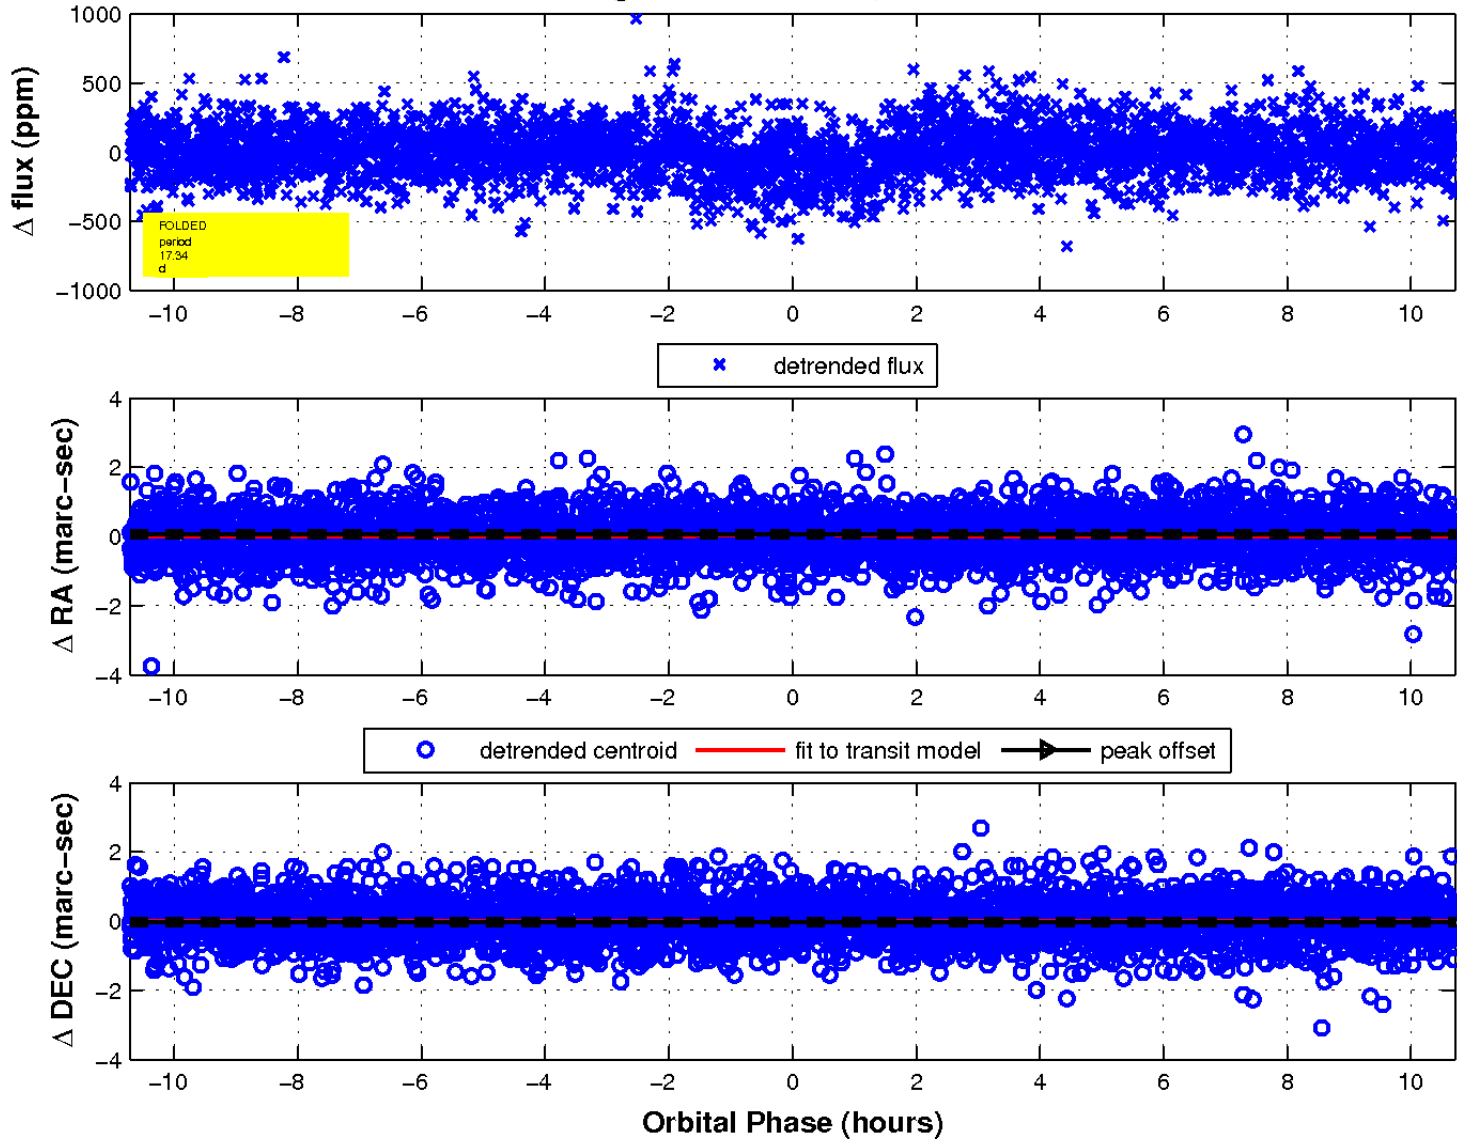 1000
500
0
−500
−1000
Δ flux (ppm)
FOLDED
period
17.34
d
−10 −8 −6 −4 −2 0 2 4 6 8 10
detrended flux
4
2
0
−2
−4
Δ RA (marc−sec)
−10 −8 −6 −4 −2 0 2 4 6 8 10
detrended centroid fit to transit model peak offset
4
2
0
−2
−4
Δ DEC (marc−sec)
−10 −8 −6 −4 −2 0 2 4 6 8 10
Orbital Phase (hours)